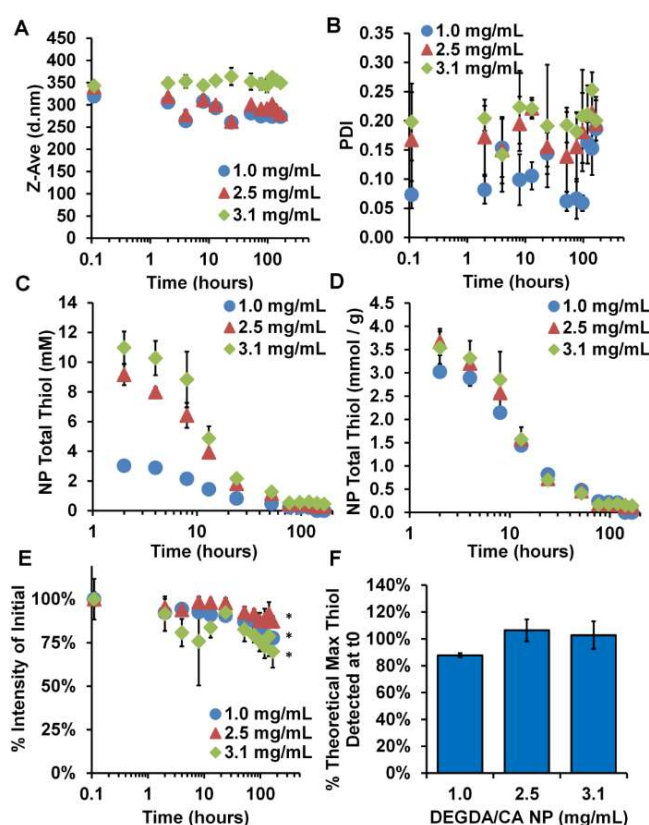 A
450
400
350
300
250
200
150
100
50
0
Z-Ave (d.nm)
1.0 mg/mL
2.5 mg/mL
3.1 mg/mL
0.1 1 10 100
Time (hours)
B
1.0 mg/mL
2.5 mg/mL
3.1 mg/mL
0.35
0.30
0.25
0.20
0.15
0.10
0.05
0.00
PDI
0.1 1 10 100
Time (hours)
C
14
12
10
8
6
4
2
0
NP Total Thiol (mM)
1.0 mg/mL
2.5 mg/mL
3.1 mg/mL
1 10 100
Time (hours)
D
4.5
4.0
3.5
3.0
2.5
2.0
1.5
1.0
0.5
0.0
NP Total Thiol (mmol / g)
1.0 mg/mL
2.5 mg/mL
3.1 mg/mL
1 10 100
Time (hours)
E
100%
75%
50%
25%
0%
% Intensity of Initial
*
*
*
1.0 mg/mL
2.5 mg/mL
3.1 mg/mL
0.1 1 10 100
Time (hours)
F
140%
120%
100%
80%
60%
40%
20%
0%
% Theoretical Max Thiol
Detected at t0
1.0 2.5 3.1
DEGDA/CA NP (mg/mL)